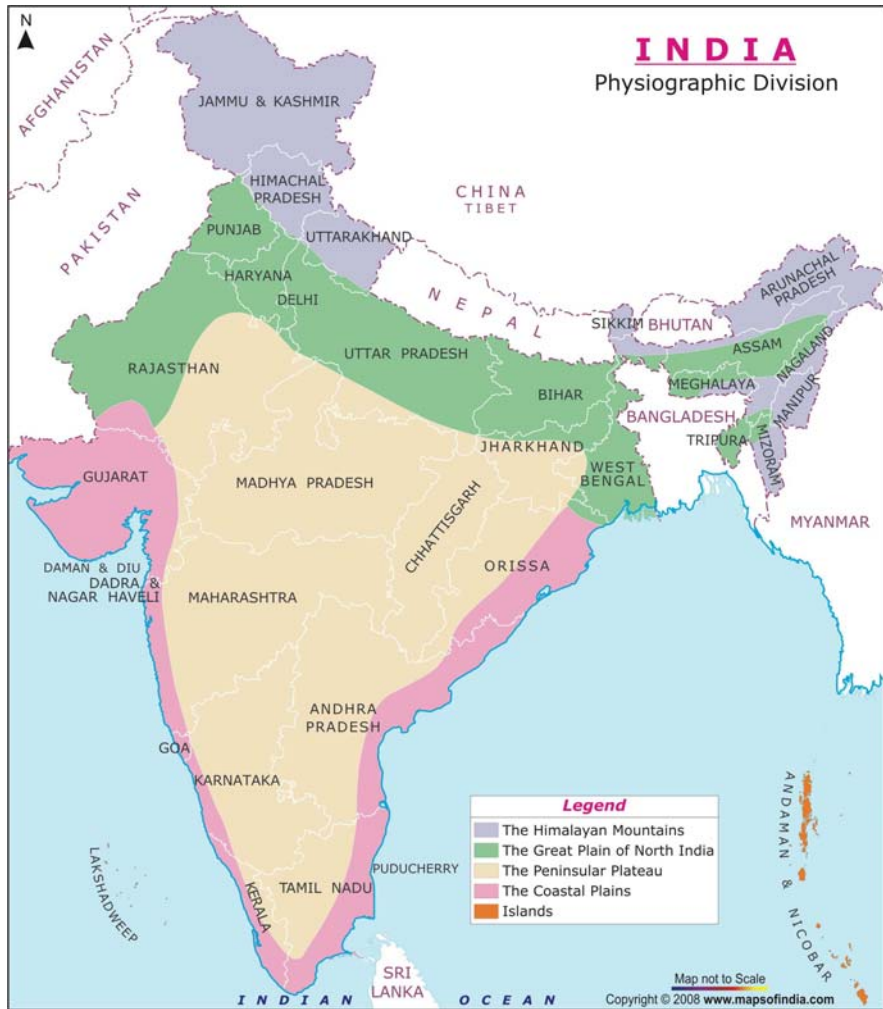 N
INDIA
Physiographic Division
AFGHANISTAN
JAMMU & KASHMIR
HIMACHAL
PRADESH
CHINA
TIBET
PAKISTAN
PUNJAB
UTTARAKHAND
HARYANA
DELHI
NEPAL
ARUNACHAL
PRADESH
SIKKIM
BHUTAN
ASSAM
NAGALAND
RAJASTHAN
UTTAR PRADESH
BIHAR
MEGHALAYA
MANIPUR
BANGLADESH
TRIPURA
MIZORAM
JHARKHAND
WEST
BENGAL
GUJARAT
MADHYA PRADESH
CHHATTISGARH
MYANMAR
DAMAN & DIU
DADRA &
NAGAR HAVELI
MAHARASHTRA
ORISSA
ANDHRA
PRADESH
GOA
KARNATAKA
LAKSHADWEEP
KERALA
TAMIL NADU
PUDUCHERRY
ANDAMAN & NICOBAR
Legend
The Himalayan Mountains
The Great Plain of North India
The Peninsular Plateau
The Coastal Plains
Islands
SRI
LANKA
INDIAN OCEAN
Map not to Scale
Copyright © 2008 www.mapsofindia.com